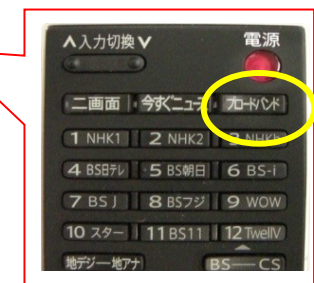 ∧入力切換∨ 電源
二画面 今すぐニュース ブロードバンド
1 NHK1 2 NHK2 3 NHKh
4 BS日テレ 5 BS朝日 6 BS-i
7 BS J 8 BSフジ 9 WOW
10 スター 11 BS11 12 TwellV
地デジ—地アナ BS—CS